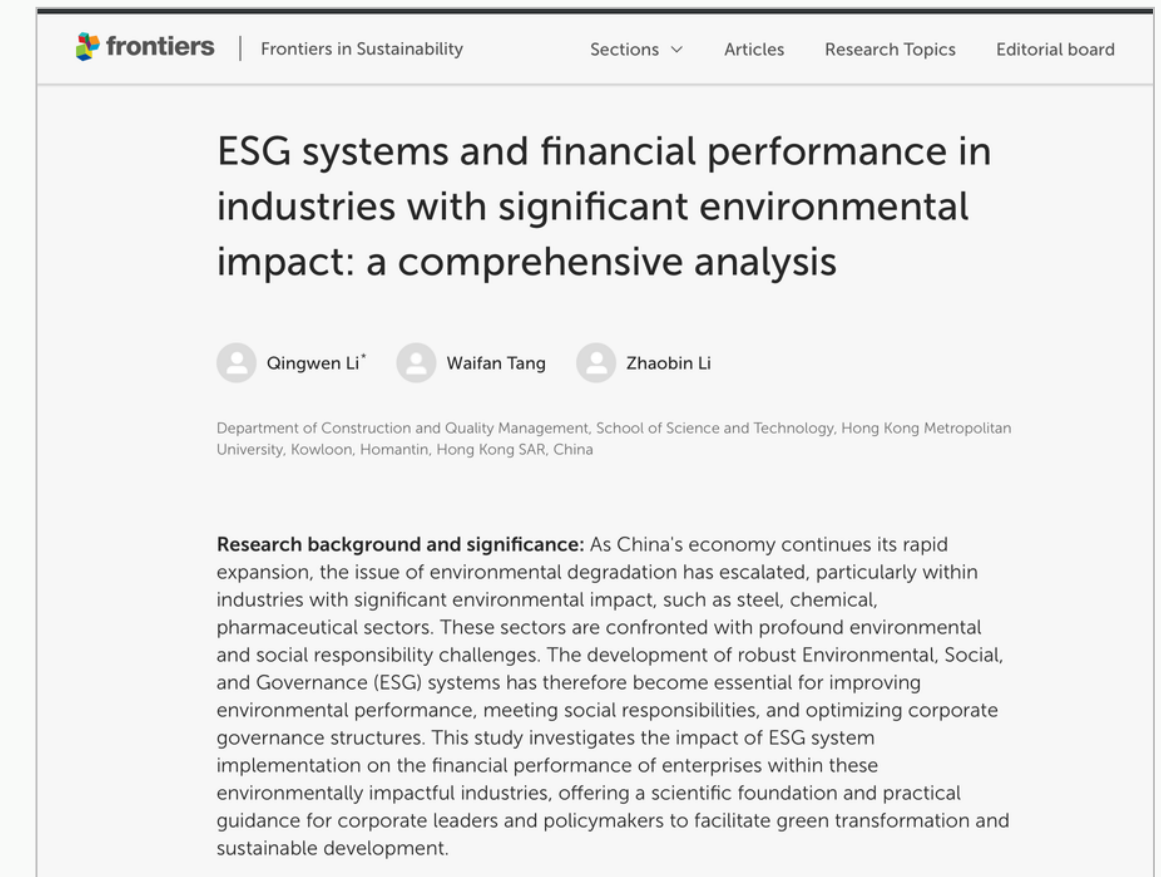 frontiers
Frontiers in Sustainability
Sections
Articles
Research Topics
Editorial board
ESG systems and financial performance in
industries with significant environmental
impact: a comprehensive analysis
Qingwen Li*
Waifan Tang
Zhaobin Li
Department of Construction and Quality Management, School of Science and Technology, Hong Kong Metropolitan
University, Kowloon, Homantin, Hong Kong SAR, China
Research background and significance: As China's economy continues its rapid
expansion, the issue of environmental degradation has escalated, particularly within
industries with significant environmental impact, such as steel, chemical,
pharmaceutical sectors. These sectors are confronted with profound environmental
and social responsibility challenges. The development of robust Environmental, Social,
and Governance (ESG) systems has therefore become essential for improving
environmental performance, meeting social responsibilities, and optimizing corporate
governance structures. This study investigates the impact of ESG system
implementation on the financial performance of enterprises within these
environmentally impactful industries, offering a scientific foundation and practical
guidance for corporate leaders and policymakers to facilitate green transformation and
sustainable development.